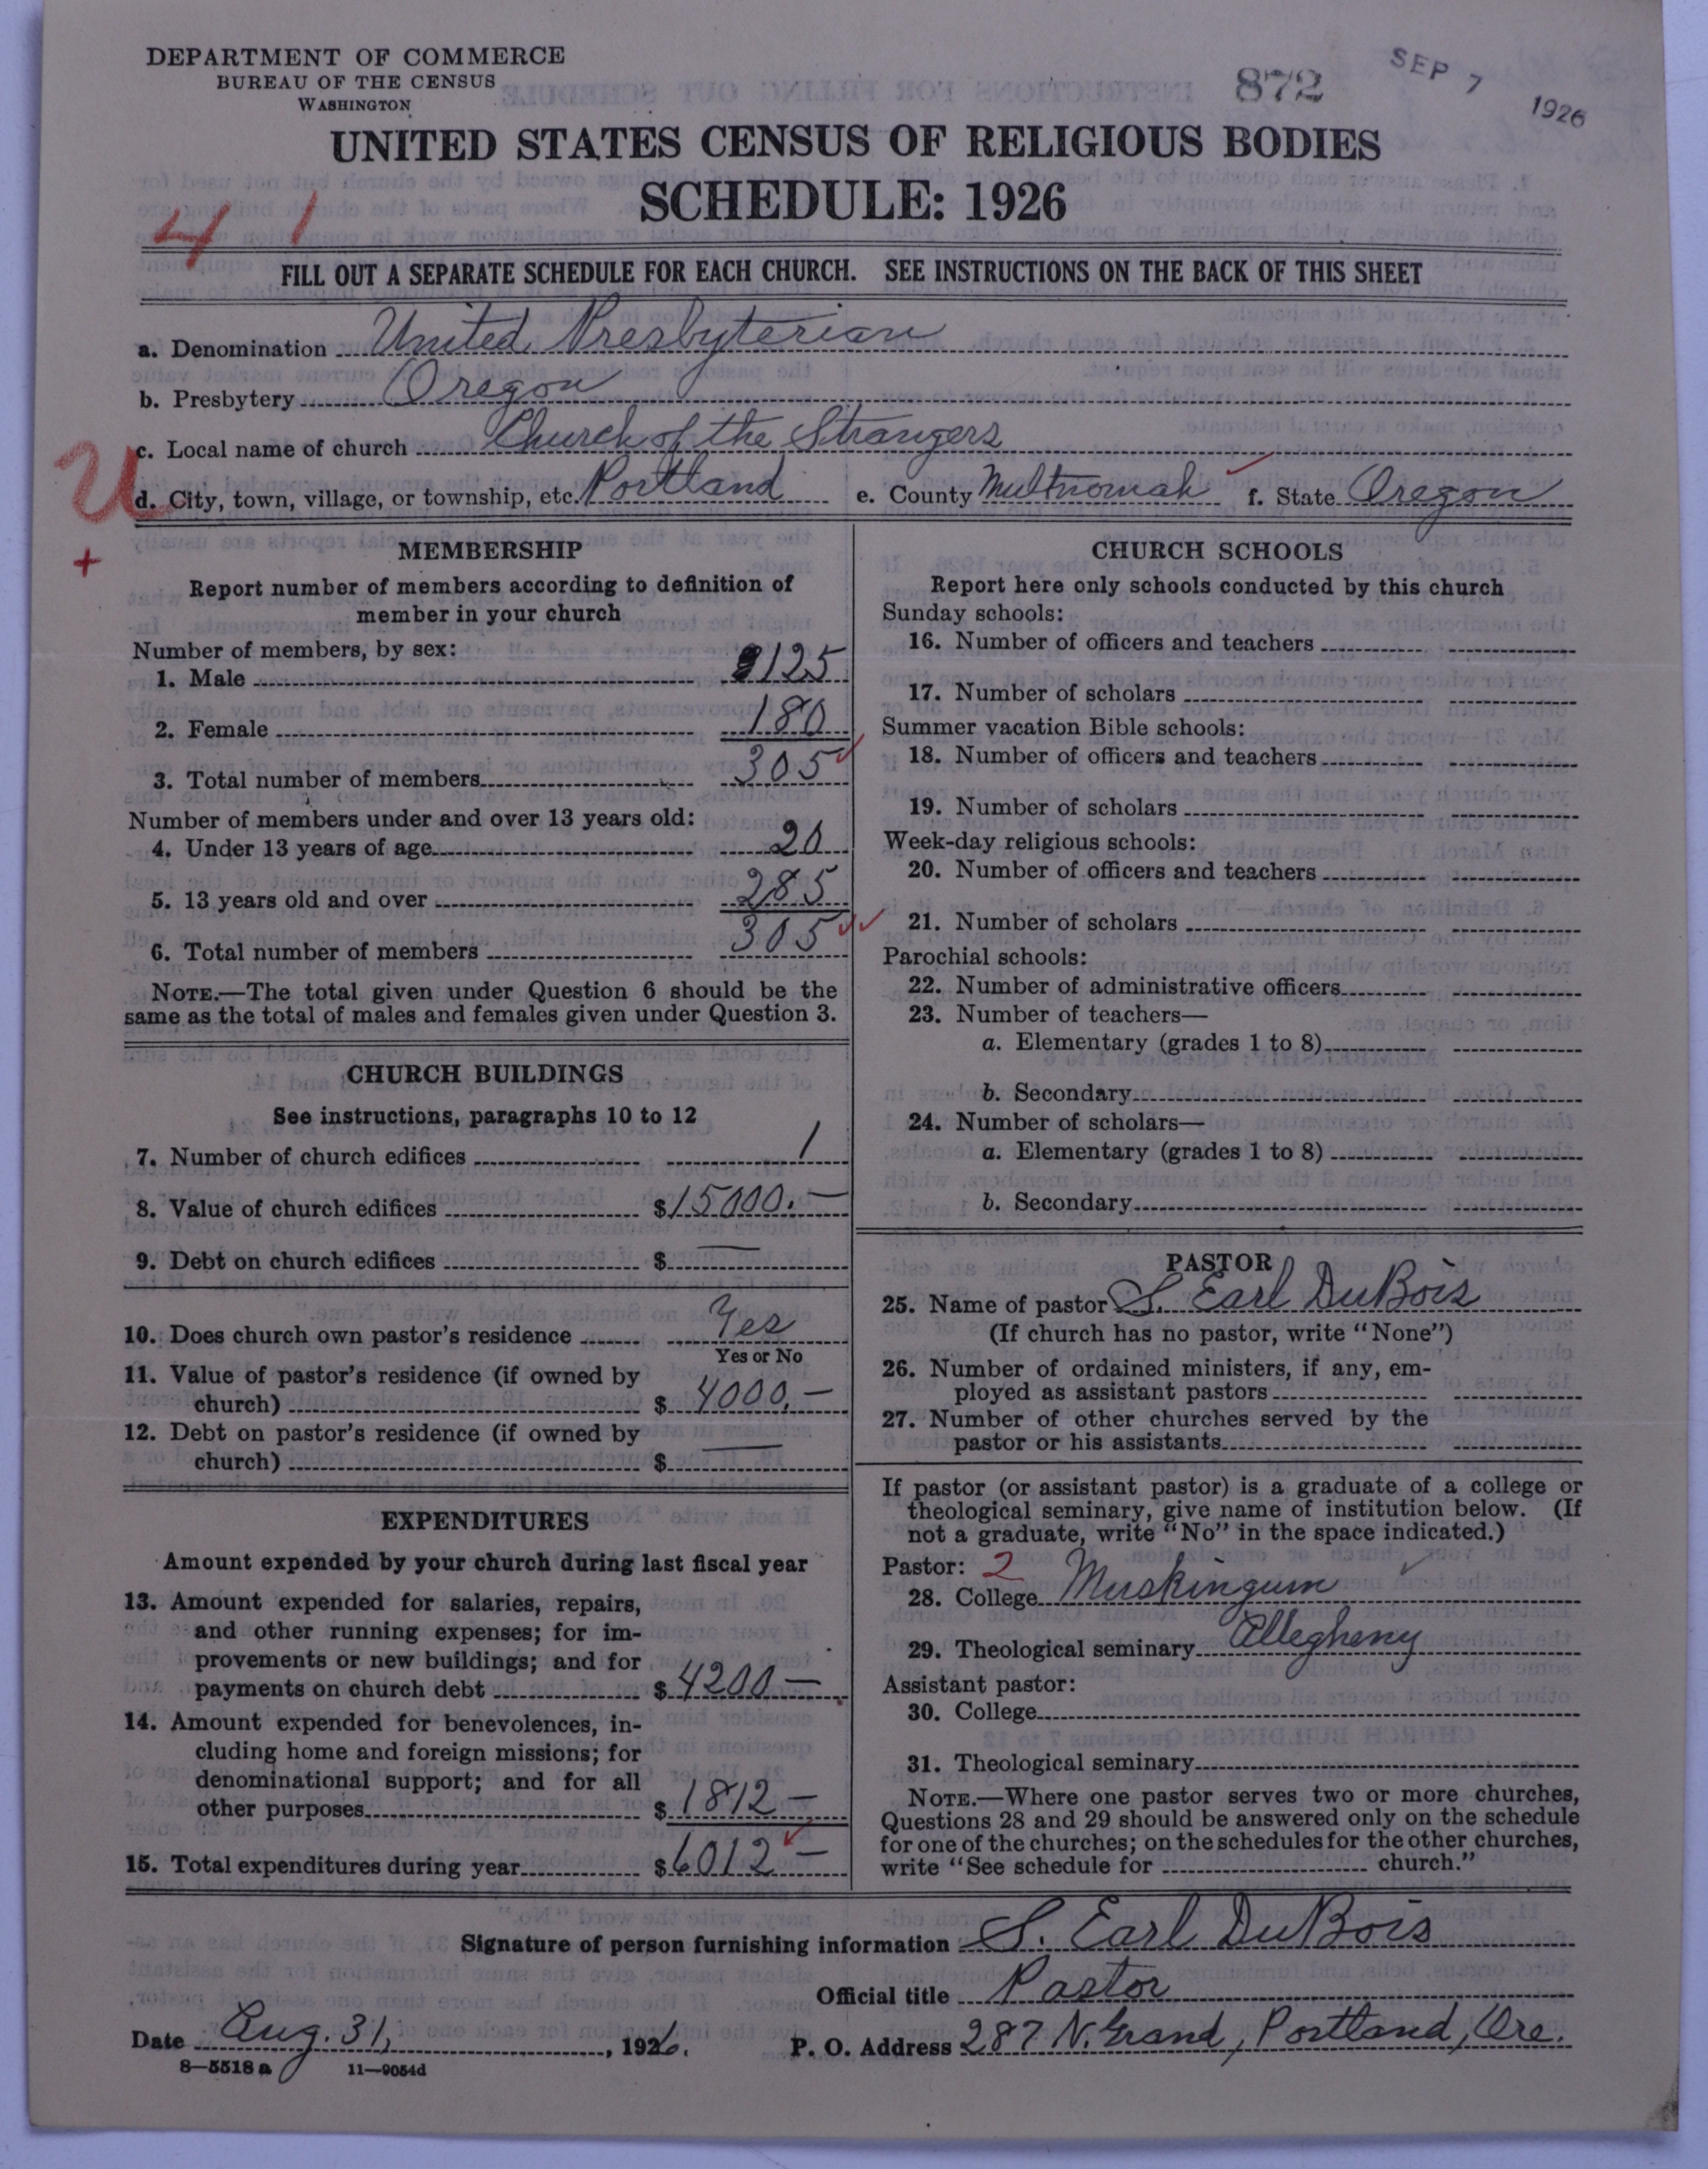 DEPARTMENT OF COMMERCE
BUREAU OF THE CENSUS
WASHINGTON
872
SEP 7 1926
UNITED STATES CENSUS OF RELIGIOUS BODIES
SCHEDULE: 1926
4 1
FILL OUT A SEPARATE SCHEDULE FOR EACH CHURCH. SEE INSTRUCTIONS ON THE BACK OF THIS SHEET
a. Denomination United Presbyterian
b. Presbytery Oregon
c. Local name of church Church of the Strangers
U
d. City, town, village, or township, etc. Portland e. County Multnomah f. State Oregon
+
MEMBERSHIP
Report number of members according to definition of
member in your church
Number of members, by sex:
1. Male 125
2. Female 180
3. Total number of members 305
Number of members under and over 13 years old:
4. Under 13 years of age 20
5. 13 years old and over 285
6. Total number of members 305
NOTE.—The total given under Question 6 should be the
same as the total of males and females given under Question 3.
CHURCH BUILDINGS
See instructions, paragraphs 10 to 12
7. Number of church edifices 1
8. Value of church edifices $15000.—
9. Debt on church edifices $ —
10. Does church own pastor's residence Yes
Yes or No
11. Value of pastor's residence (if owned by
church) $ 4000.—
12. Debt on pastor's residence (if owned by
church) $ —
EXPENDITURES
Amount expended by your church during last fiscal year
13. Amount expended for salaries, repairs,
and other running expenses; for im-
provements or new buildings; and for
payments on church debt $ 4200—
14. Amount expended for benevolences, in-
cluding home and foreign missions; for
denominational support; and for all
other purposes $ 1812—
15. Total expenditures during year $6012—
CHURCH SCHOOLS
Report here only schools conducted by this church
Sunday schools:
16. Number of officers and teachers
17. Number of scholars
Summer vacation Bible schools:
18. Number of officers and teachers
19. Number of scholars
Week-day religious schools:
20. Number of officers and teachers
21. Number of scholars
Parochial schools:
22. Number of administrative officers
23. Number of teachers—
a. Elementary (grades 1 to 8)
b. Secondary
24. Number of scholars—
a. Elementary (grades 1 to 8)
b. Secondary
PASTOR
25. Name of pastor S. Earl DuBois
(If church has no pastor, write "None")
26. Number of ordained ministers, if any, em-
ployed as assistant pastors
27. Number of other churches served by the
pastor or his assistants
If pastor (or assistant pastor) is a graduate of a college or
theological seminary, give name of institution below. (If
not a graduate, write "No" in the space indicated.)
Pastor: 2
28. College Muskingum
29. Theological seminary Allegheny
Assistant pastor:
30. College
31. Theological seminary
NOTE.—Where one pastor serves two or more churches,
Questions 28 and 29 should be answered only on the schedule
for one of the churches; on the schedules for the other churches,
write "See schedule for church."
Signature of person furnishing information S. Earl DuBois
Official title Pastor
Date Aug. 31, 1926. P. O. Address 287 N. Grand, Portland, Ore.
8—5518 a 11—9054d